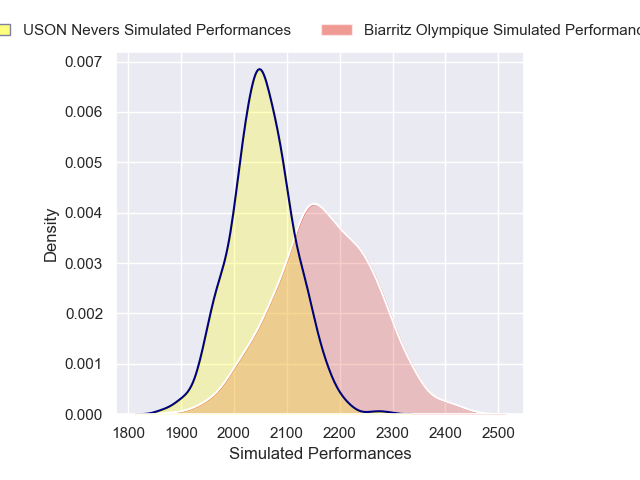 USON Nevers Simulated Performances
Biarritz Olympique Simulated
0.007
0.006
0.005
0.004
0.003
0.002
0.001
0.000
Density
1800 1900 2000 2100 2200 2300 2400 2500
Simulated Performances